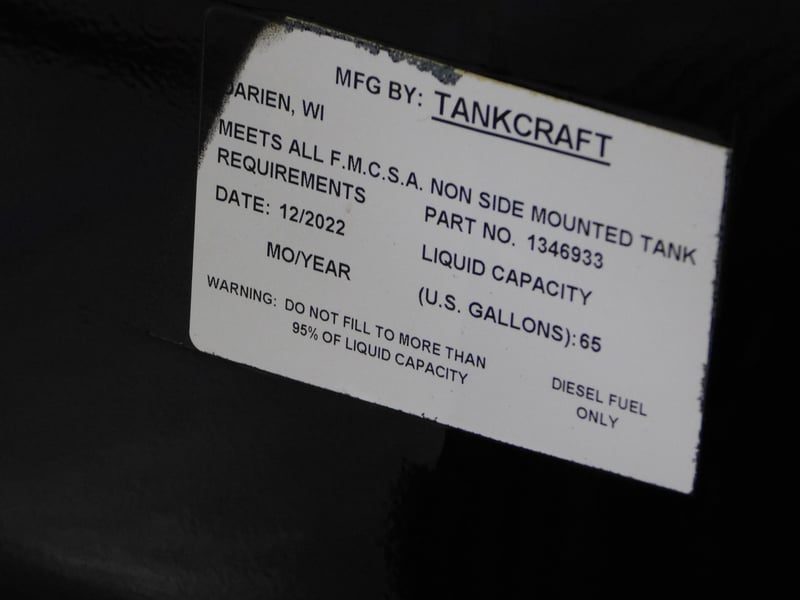 MFG BY: TANKCRAFT
DARIEN, WI
MEETS ALL F.M.C.S.A. NON SIDE MOUNTED TANK
REQUIREMENTS
PART NO. 1346933
DATE: 12/2022
LIQUID CAPACITY
MO/YEAR
(U.S. GALLONS): 65
WARNING: DO NOT FILL TO MORE THAN
95% OF LIQUID CAPACITY
DIESEL FUEL
ONLY